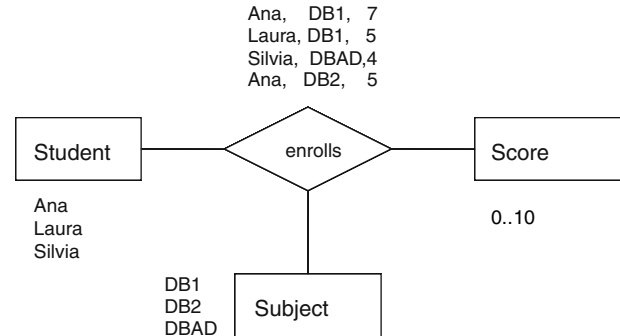 Ana, DB1, 7
Laura, DB1, 5
Silvia, DBAD,4
Ana, DB2, 5
Student
enrolls
Score
Ana
Laura
Silvia
0..10
DB1
DB2
DBAD
Subject